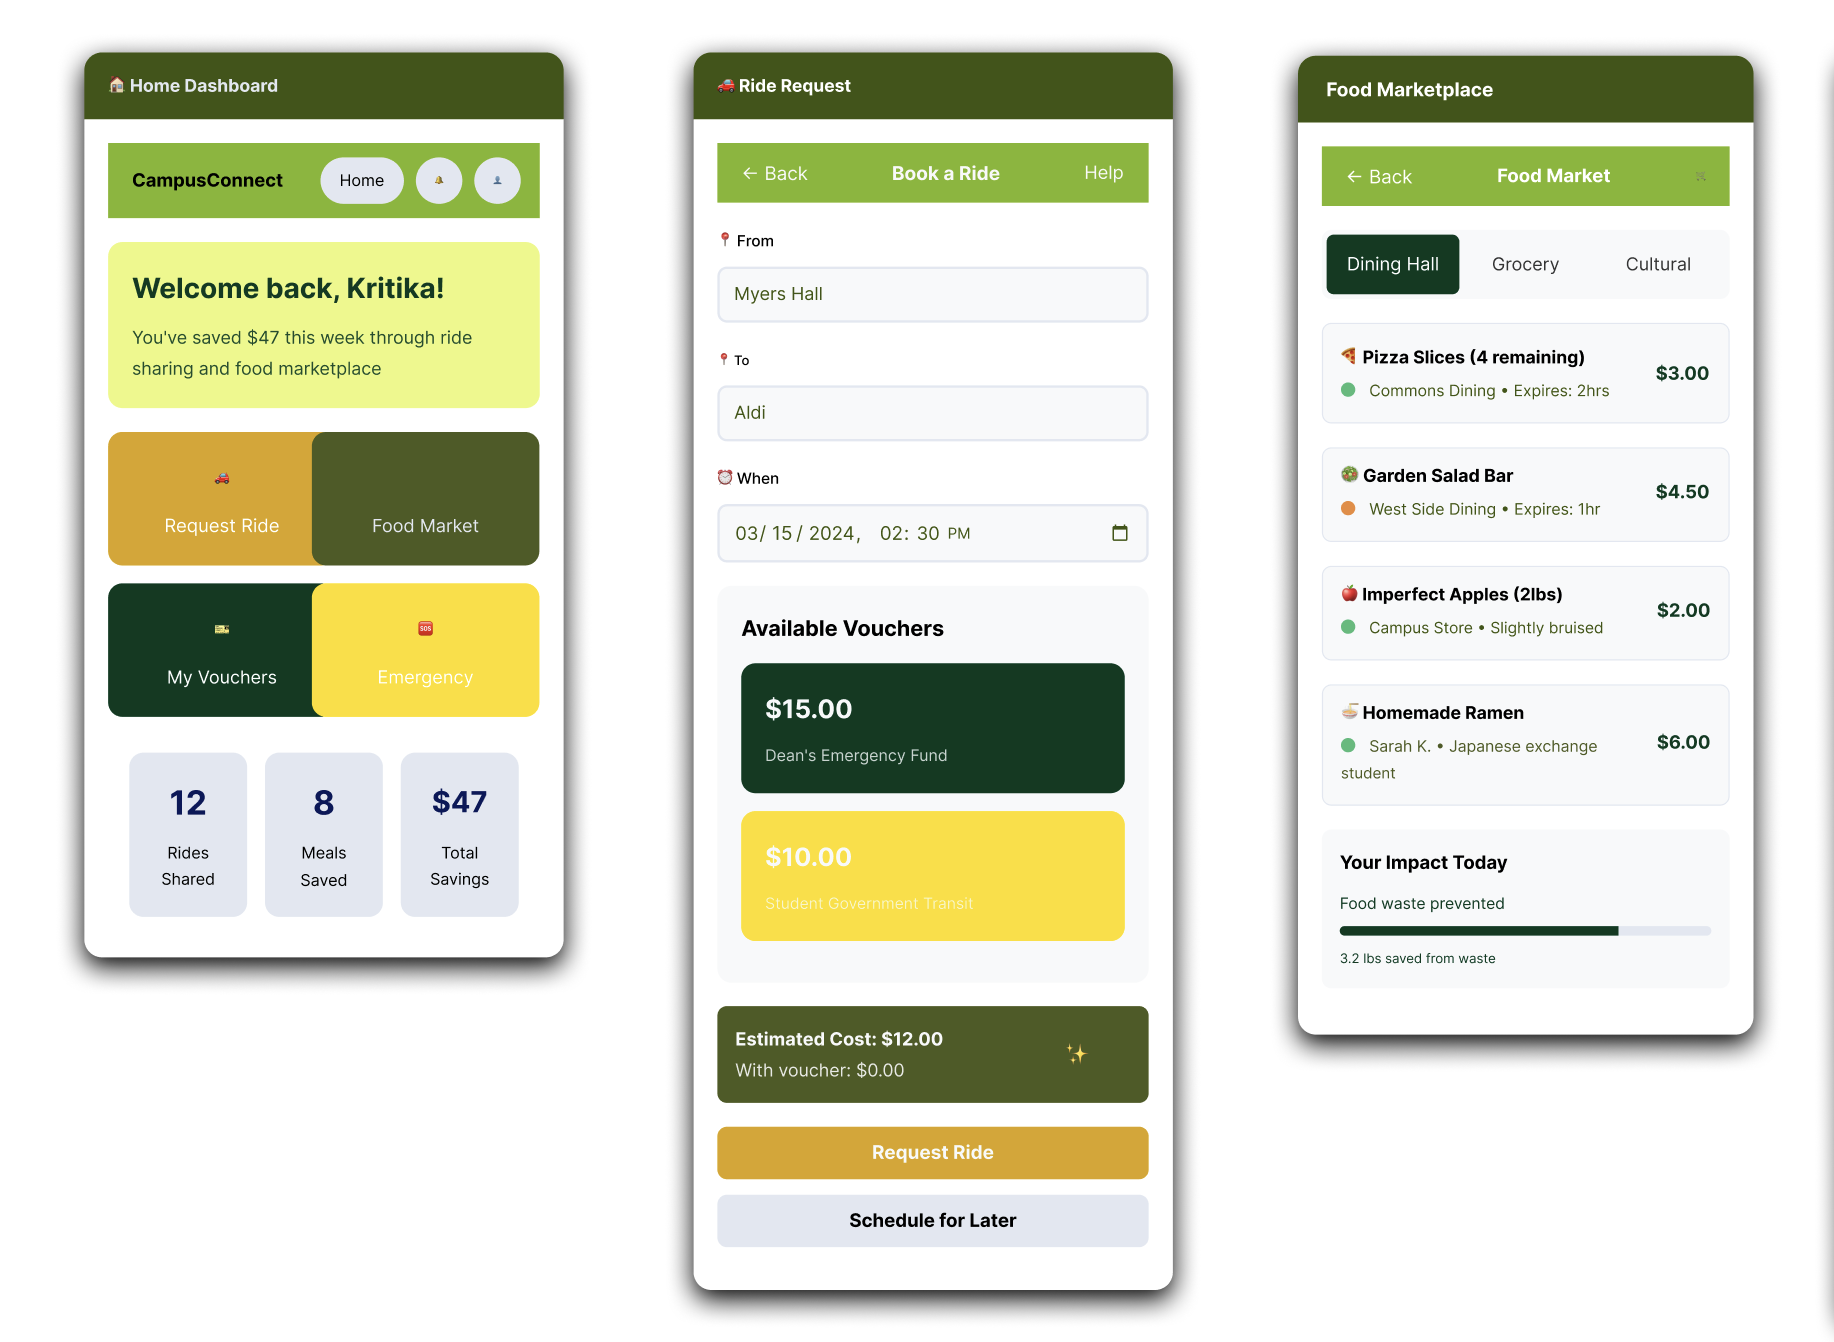 Home Dashboard
CampusConnect
Home
Welcome back, Kritika!
You've saved $47 this week through ride
sharing and food marketplace
Request Ride
Food Market
My Vouchers
SOS
Emergency
12
Rides
Shared
8
Meals
Saved
$47
Total
Savings
Ride Request
← Back
Book a Ride
Help
From
Myers Hall
To
Aldi
When
03/ 15 / 2024, 02: 30 PM
Available Vouchers
$15.00
Dean's Emergency Fund
$10.00
Student Government Transit
Estimated Cost: $12.00
With voucher: $0.00
Request Ride
Schedule for Later
Food Marketplace
← Back
Food Market
Dining Hall
Grocery
Cultural
Pizza Slices (4 remaining)
Commons Dining • Expires: 2hrs
$3.00
Garden Salad Bar
West Side Dining • Expires: 1hr
$4.50
Imperfect Apples (2lbs)
Campus Store • Slightly bruised
$2.00
Homemade Ramen
Sarah K. • Japanese exchange
student
$6.00
Your Impact Today
Food waste prevented
3.2 lbs saved from waste